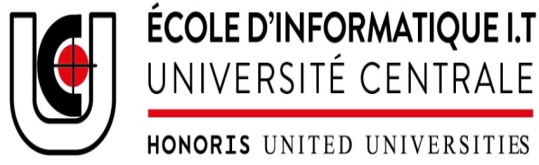 ÉCOLE D'INFORMATIQUE I.T
UNIVERSITÉ CENTRALE
HONORIS UNITED UNIVERSITIES